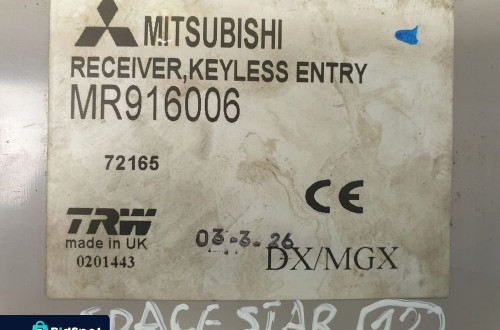 MITSUBISHI
RECEIVER,KEYLESS ENTRY
MR916006
72165
CE
TRW
made in UK
0201443
03-3.26
DX/MGX
SPACE STAR
BidSpot